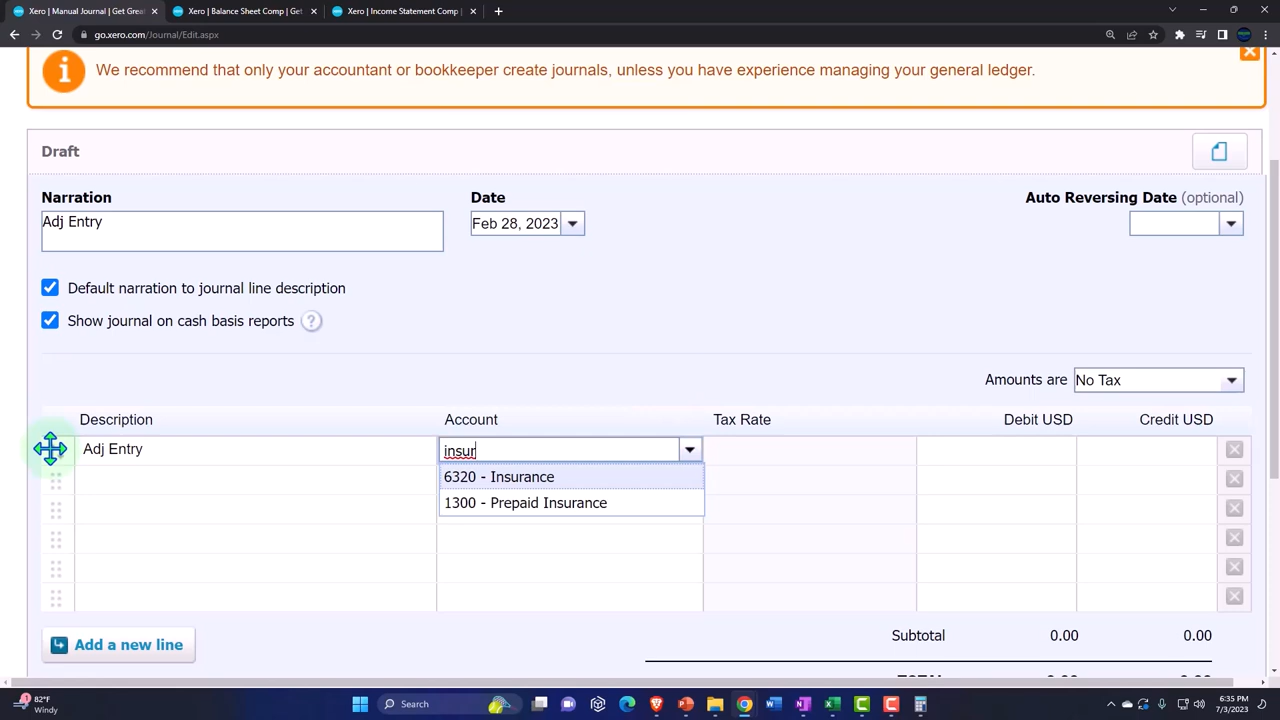 Xero | Manual Journal | Get Grea
Xero | Balance Sheet Comp | Get
Xero | Income Statement Comp |
go.xero.com/Journal/Edit.aspx
We recommend that only your accountant or bookkeeper create journals, unless you have experience managing your general ledger.
Draft
Narration
Date
Auto Reversing Date (optional)
Adj Entry
Feb 28, 2023
Default narration to journal line description
Show journal on cash basis reports ?
Amounts are No Tax
Description Account Tax Rate Debit USD Credit USD
Adj Entry insur
6320 - Insurance
1300 - Prepaid Insurance
Add a new line
Subtotal 0.00 0.00
82°F
Windy
Search
6:35 PM
7/3/2023